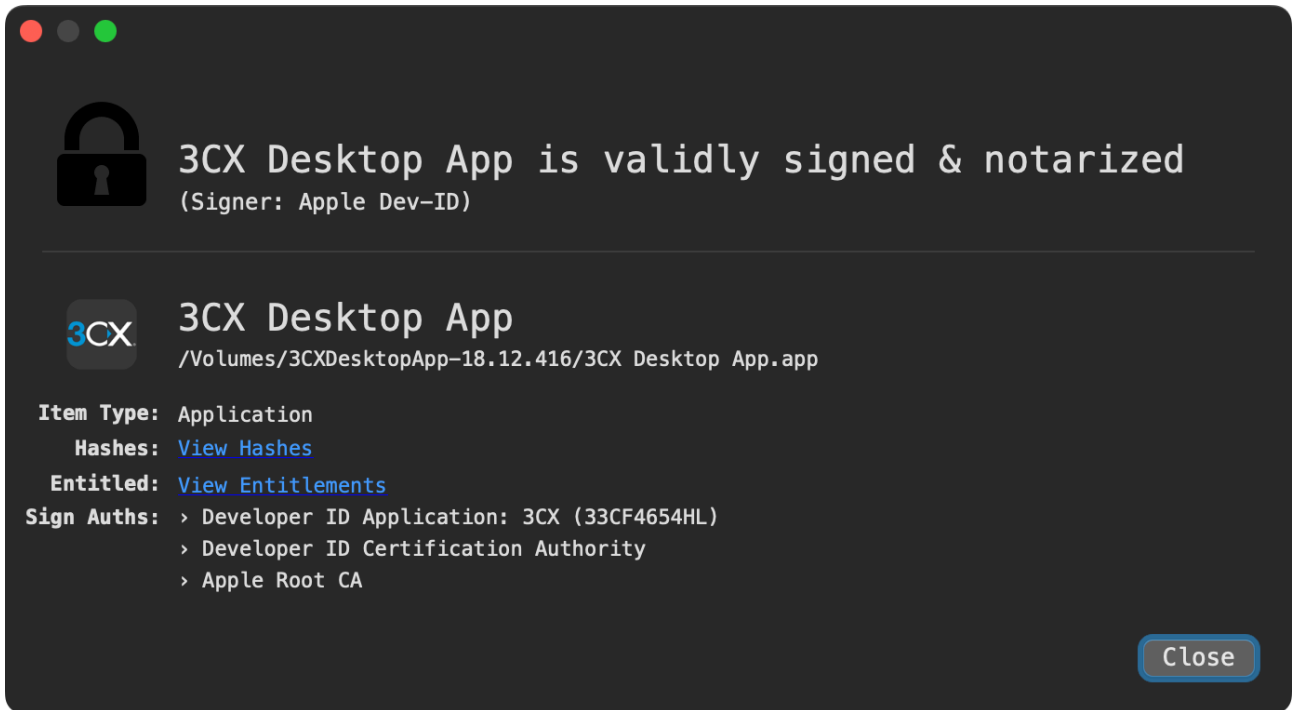 3CX Desktop App is validly signed & notarized
(Signer: Apple Dev-ID)
3CX
3CX Desktop App
/Volumes/3CXDesktopApp-18.12.416/3CX Desktop App.app
Item Type: Application
Hashes: View Hashes
Entitled: View Entitlements
Sign Auths: › Developer ID Application: 3CX (33CF4654HL)
› Developer ID Certification Authority
› Apple Root CA
Close